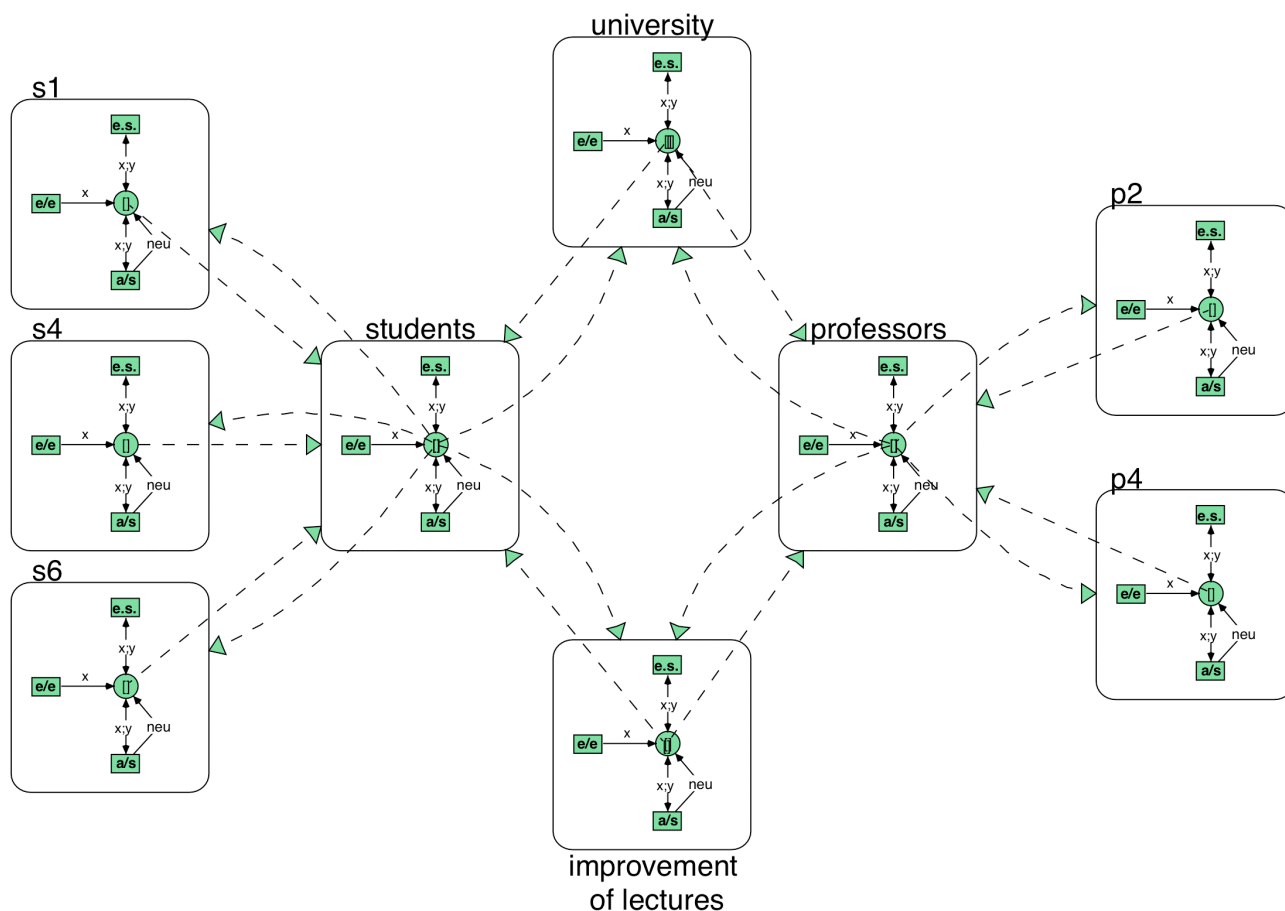 university
e.s.
x;y
e/e
x
[][][]
x;y
neu
a/s
s1
e.s.
x;y
e/e
x
[]
x;y
neu
a/s
p2
e.s.
x;y
e/e
x
[]
x;y
neu
a/s
s4
e.s.
x;y
e/e
x
[]
x;y
neu
a/s
students
e.s.
x;y
e/e
x
x;y
neu
a/s
professors
e.s.
x;y
e/e
x
x;y
neu
a/s
p4
e.s.
x;y
e/e
x
[]
x;y
neu
a/s
s6
e.s.
x;y
e/e
x
[]
x;y
neu
a/s
e.s.
x;y
e/e
x
x;y
neu
a/s
improvement
of lectures